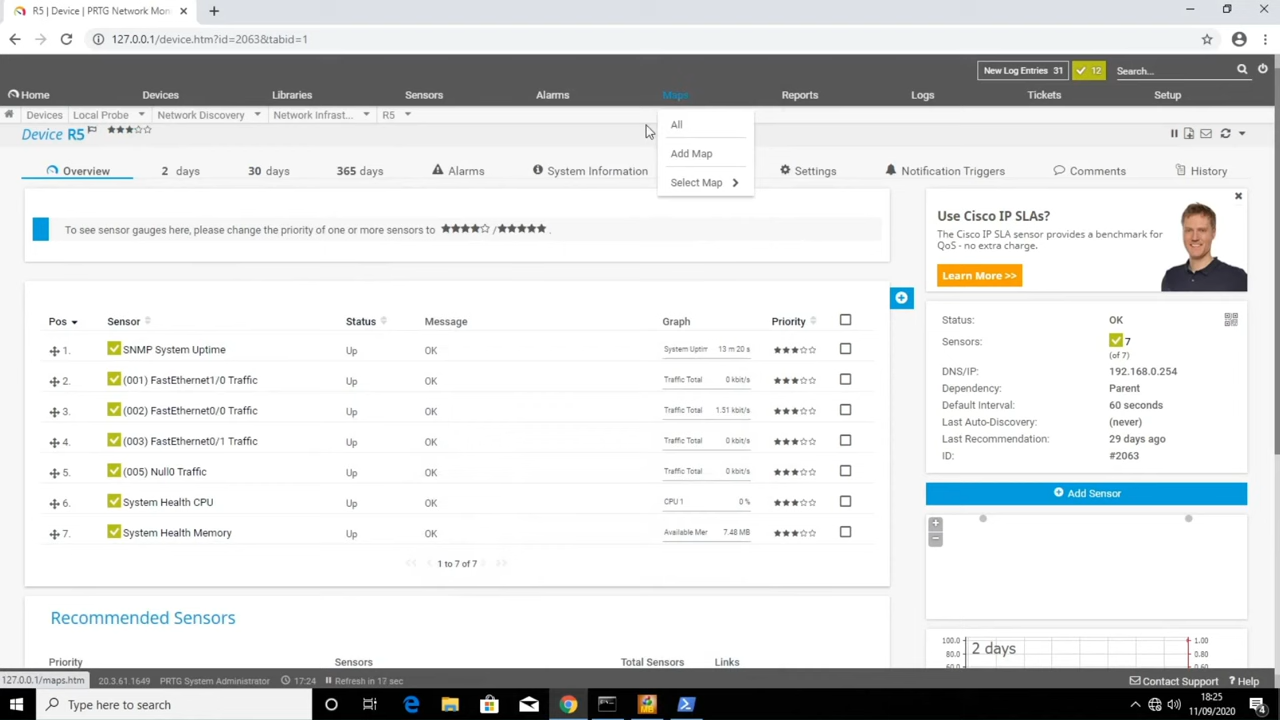 R5 | Device | PRTG Network Mon
127.0.0.1/device.htm?id=2063&tabid=1
New Log Entries 31 12 Search...
Home Devices Libraries Sensors Alarms Maps Reports Logs Tickets Setup
Devices Local Probe Network Discovery Network Infrast... R5
All
Add Map
Select Map
Device R5
Overview 2 days 30 days 365 days Alarms System Information Settings Notification Triggers Comments History
To see sensor gauges here, please change the priority of one or more sensors to ★★★★☆ /★★★★★ .
Pos Sensor Status Message Graph Priority
1. SNMP System Uptime Up OK System Uptim 13 m 20 s
2. (001) FastEthernet1/0 Traffic Up OK Traffic Total 0 kbit/s
3. (002) FastEthernet0/0 Traffic Up OK Traffic Total 1.51 kbit/s
4. (003) FastEthernet0/1 Traffic Up OK Traffic Total 0 kbit/s
5. (005) Null0 Traffic Up OK Traffic Total 0 kbit/s
6. System Health CPU Up OK CPU 1 0 %
7. System Health Memory Up OK Available Mer 7.48 MB
1 to 7 of 7
Recommended Sensors
Priority Sensors Total Sensors Links
Use Cisco IP SLAs?
The Cisco IP SLA sensor provides a benchmark for
QoS - no extra charge.
Learn More >>
Status: OK
Sensors: 7
(of 7)
DNS/IP: 192.168.0.254
Dependency: Parent
Default Interval: 60 seconds
Last Auto-Discovery: (never)
Last Recommendation: 29 days ago
ID: #2063
Add Sensor
+
−
2 days
100.0 1.00
80.0 0.80
60.0 0.60
127.0.0.1/maps.htm 20.3.61.1649 PRTG System Administrator 17:24 Refresh in 17 sec Contact Support ? Help
Type here to search
18:25
11/09/2020
4